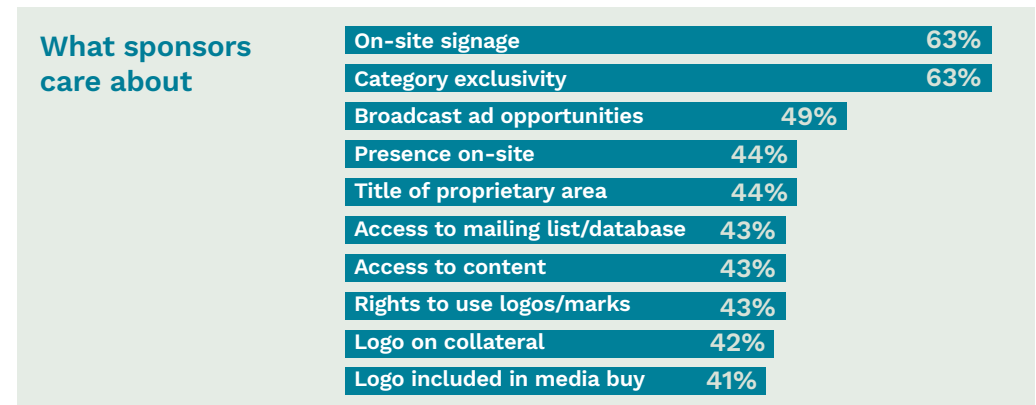 What sponsors
care about
On-site signage 63%
Category exclusivity 63%
Broadcast ad opportunities 49%
Presence on-site 44%
Title of proprietary area 44%
Access to mailing list/database 43%
Access to content 43%
Rights to use logos/marks 43%
Logo on collateral 42%
Logo included in media buy 41%